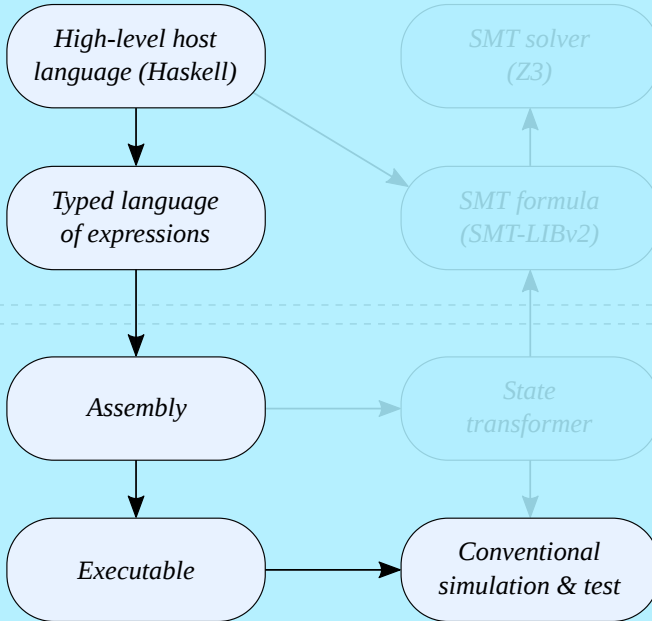 High-level host
language (Haskell)
SMT solver
(Z3)
Typed language
of expressions
SMT formula
(SMT-LIBv2)
Assembly
State
transformer
Executable
Conventional
simulation & test